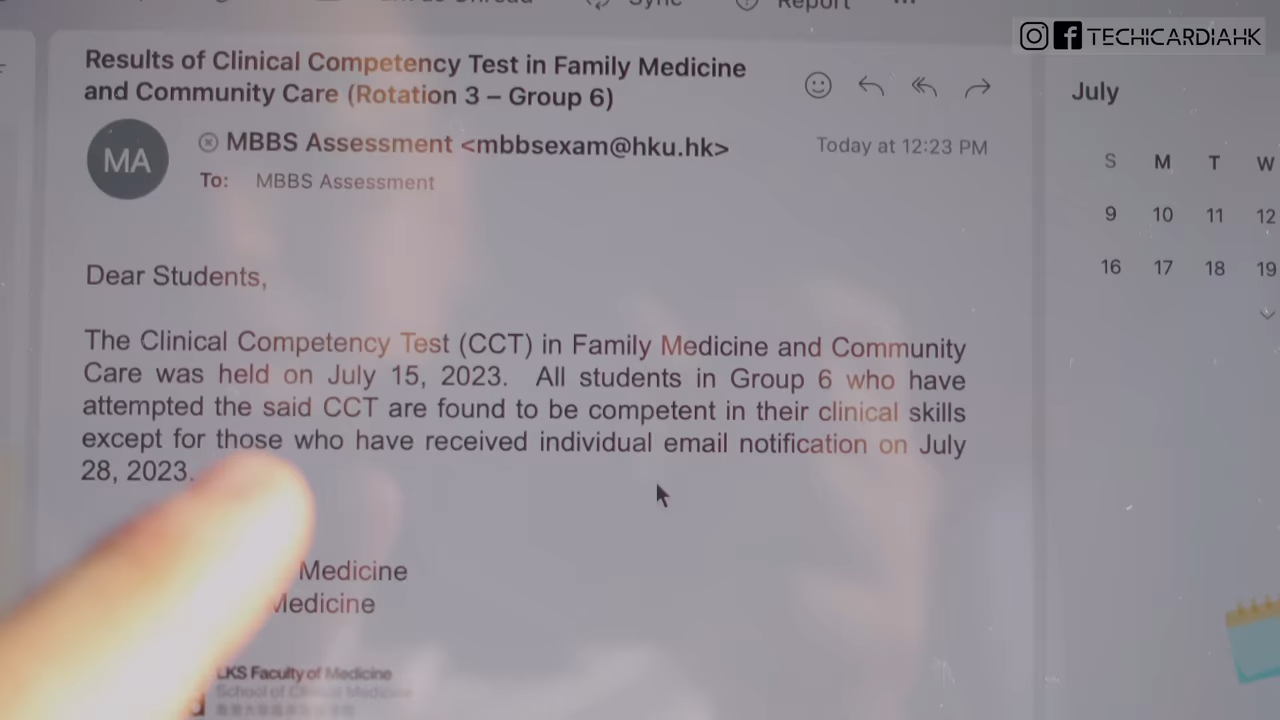 Sync
Report
TECHICARDIAHK
Results of Clinical Competency Test in Family Medicine
and Community Care (Rotation 3 – Group 6)
MA
MBBS Assessment <mbbsexam@hku.hk>
Today at 12:23 PM
To: MBBS Assessment
Dear Students,
The Clinical Competency Test (CCT) in Family Medicine and Community
Care was held on July 15, 2023. All students in Group 6 who have
attempted the said CCT are found to be competent in their clinical skills
except for those who have received individual email notification on July
28, 2023.
Medicine
Medicine
LKS Faculty of Medicine
School of Clinical Medicine
July
S M T W
9 10 11 12
16 17 18 19